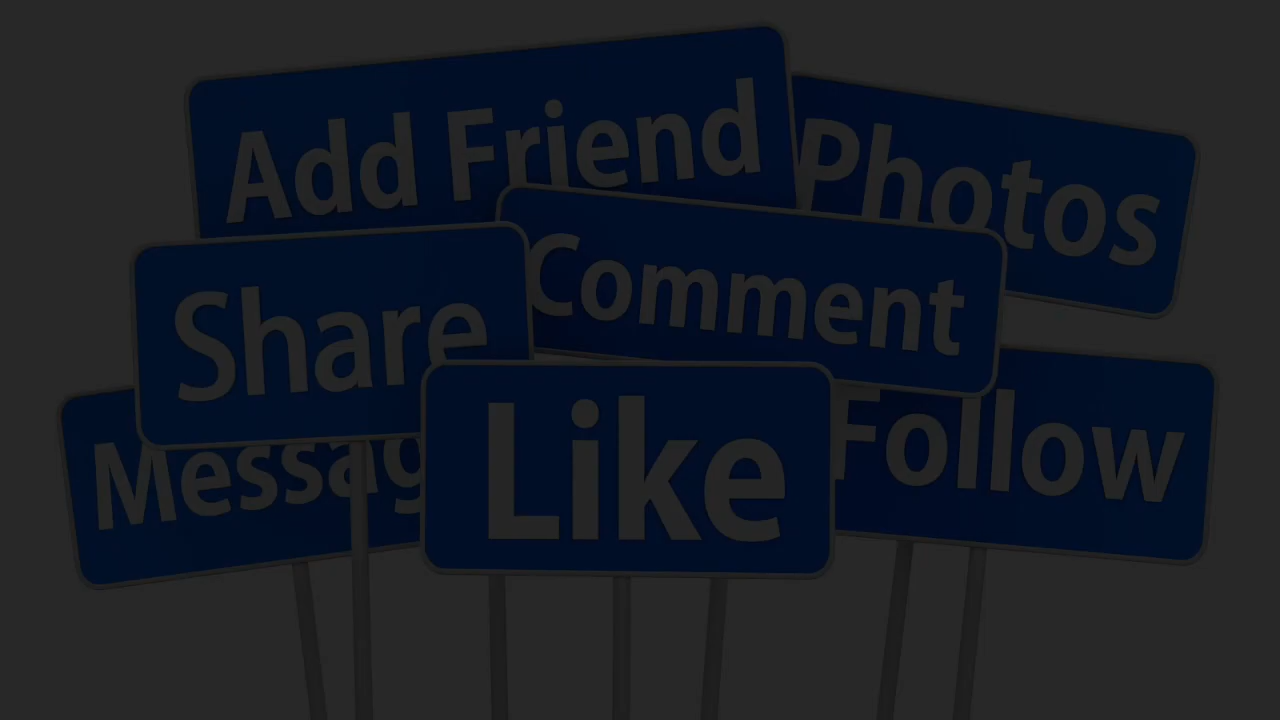 Add Friend
Photos
Comment
Share
Messag
Like
Follow